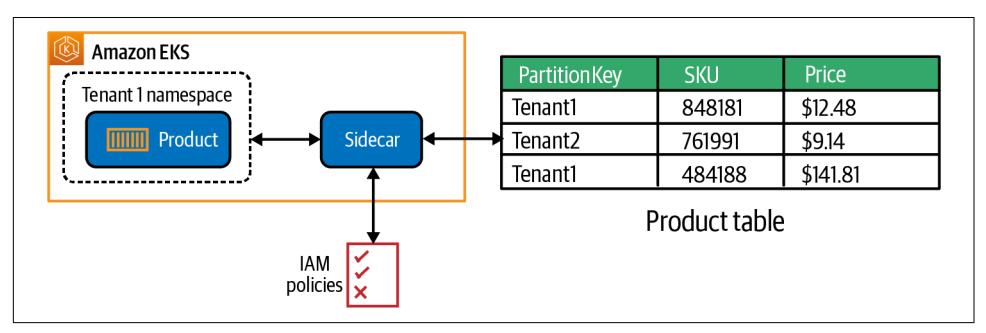 Amazon EKS
Tenant 1 namespace
Product
Sidecar
IAM
policies
PartitionKey SKU Price
Tenant1 848181 $12.48
Tenant2 761991 $9.14
Tenant1 484188 $141.81
Product table